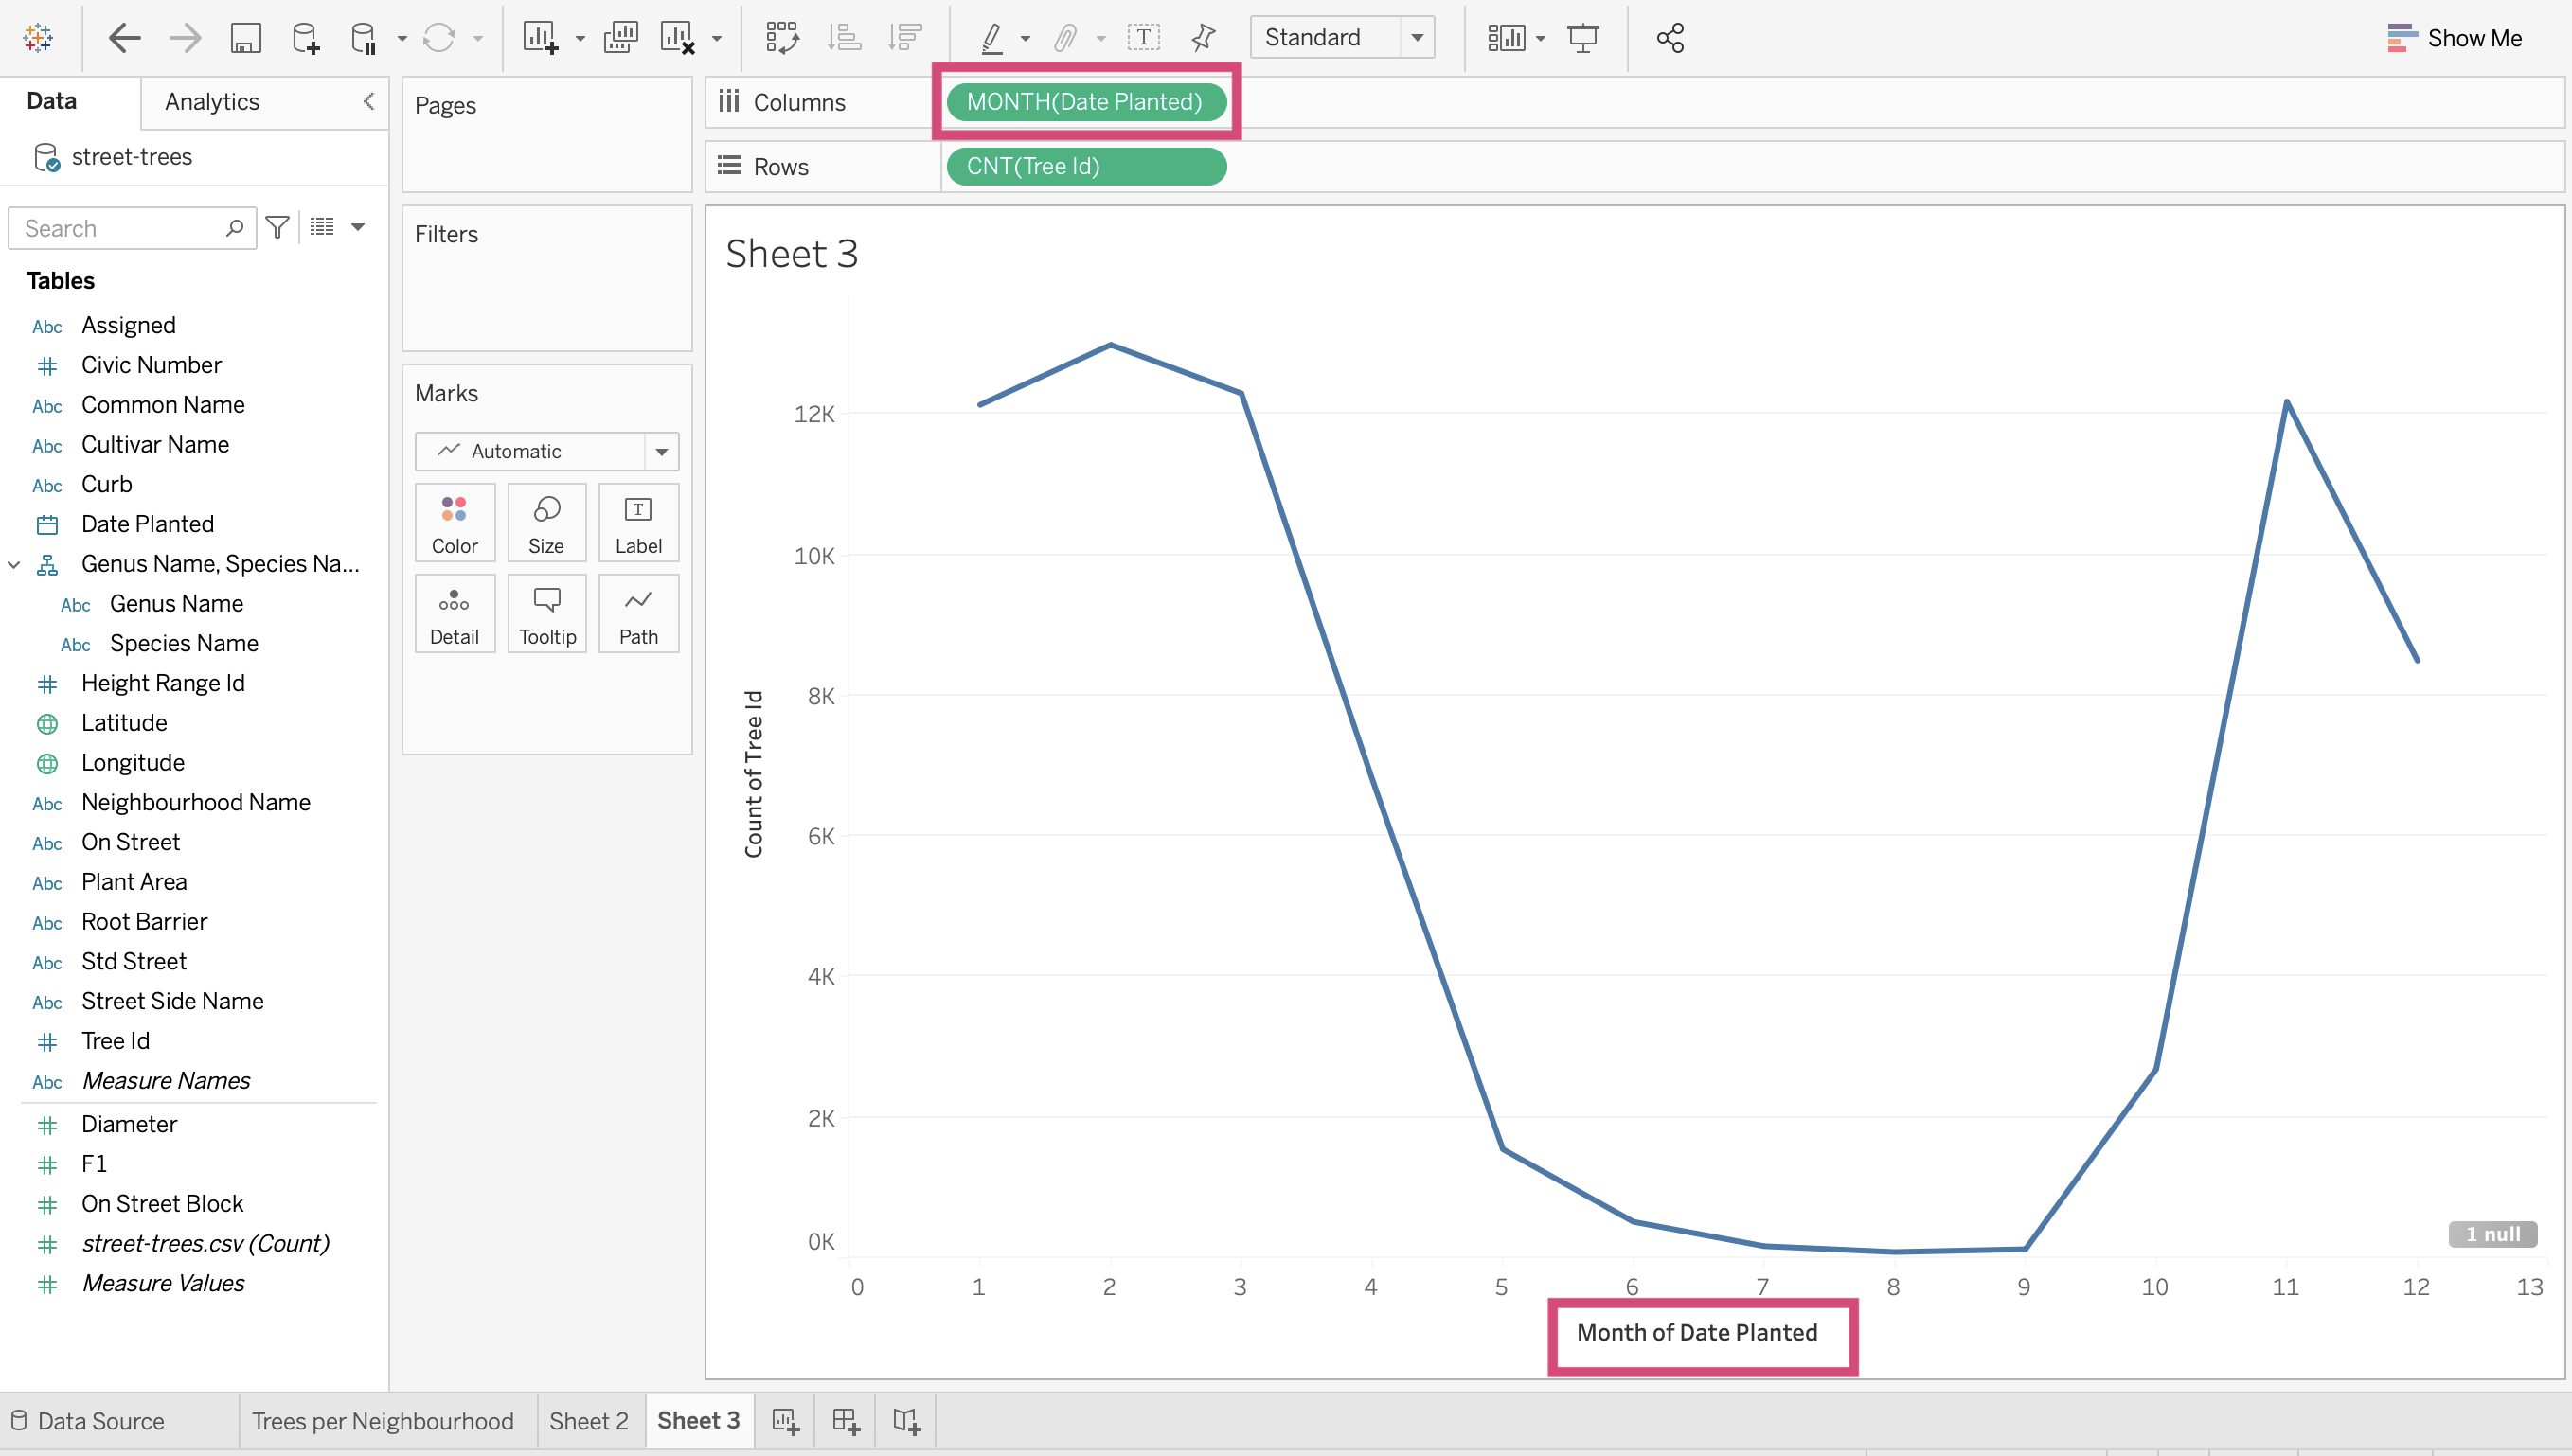 Standard
Show Me
Data
Analytics
street-trees
Search
Tables
Abc Assigned
Civic Number
Abc Common Name
Abc Cultivar Name
Abc Curb
Date Planted
Genus Name, Species Na...
Abc Genus Name
Abc Species Name
Height Range Id
Latitude
Longitude
Abc Neighbourhood Name
Abc On Street
Abc Plant Area
Abc Root Barrier
Abc Std Street
Abc Street Side Name
Tree Id
Abc Measure Names
Diameter
F1
On Street Block
street-trees.csv (Count)
Measure Values
Pages
Filters
Marks
Automatic
Color Size Label
Detail Tooltip Path
Columns MONTH(Date Planted)
Rows CNT(Tree Id)
Sheet 3
Count of Tree Id
12K
10K
8K
6K
4K
2K
0K
1 null
0 1 2 3 4 5 6 7 8 9 10 11 12 13
Month of Date Planted
Data Source Trees per Neighbourhood Sheet 2 Sheet 3